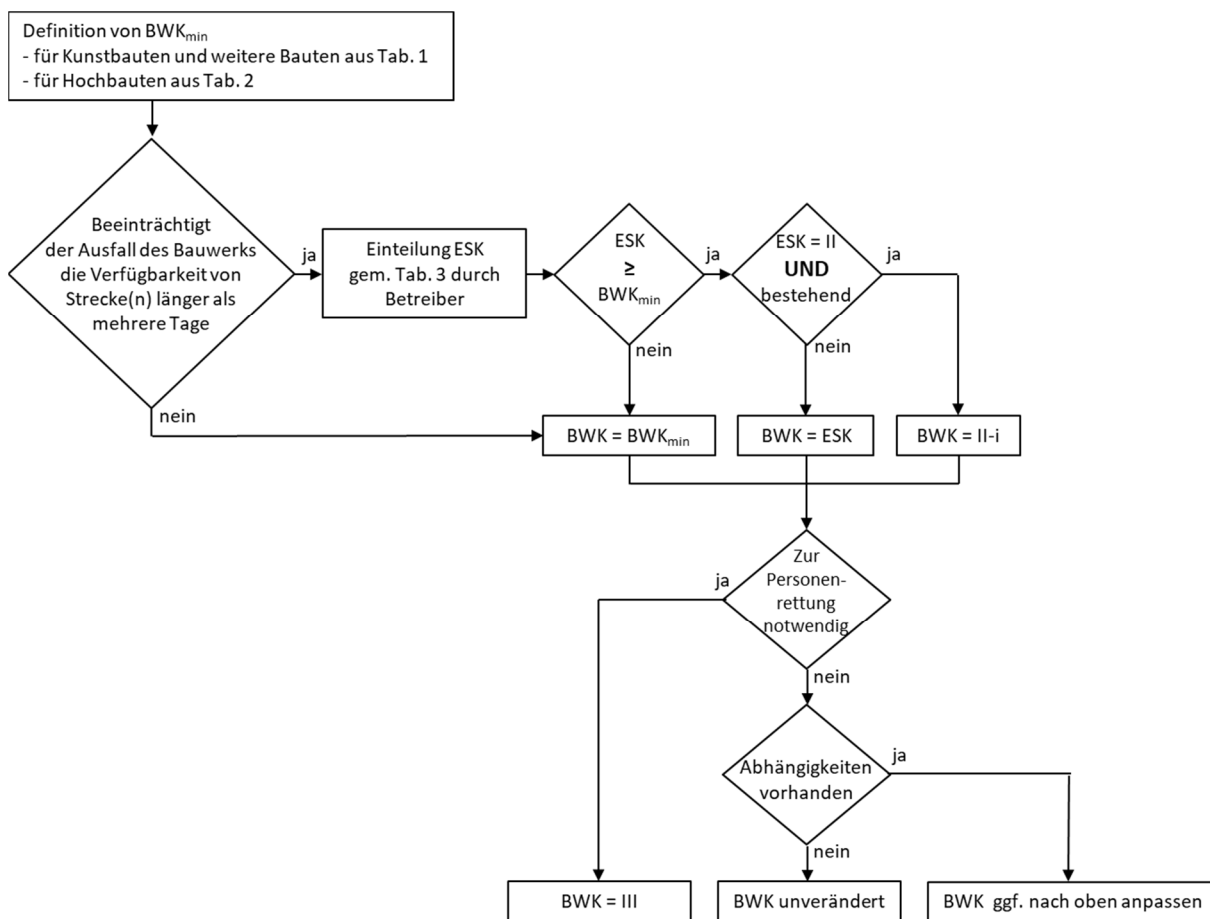 Definition von BWKmin
- für Kunstbauten und weitere Bauten aus Tab. 1
- für Hochbauten aus Tab. 2
Beeinträchtigt
der Ausfall des Bauwerks
die Verfügbarkeit von
Strecke(n) länger als
mehrere Tage
ja
nein
Einteilung ESK
gem. Tab. 3 durch
Betreiber
ESK
≥
BWKmin
ja
nein
ESK = II
UND
bestehend
ja
nein
BWK = BWKmin
BWK = ESK
BWK = II-i
Zur
Personen-
rettung
notwendig
ja
nein
Abhängigkeiten
vorhanden
ja
nein
BWK = III
BWK unverändert
BWK ggf. nach oben anpassen